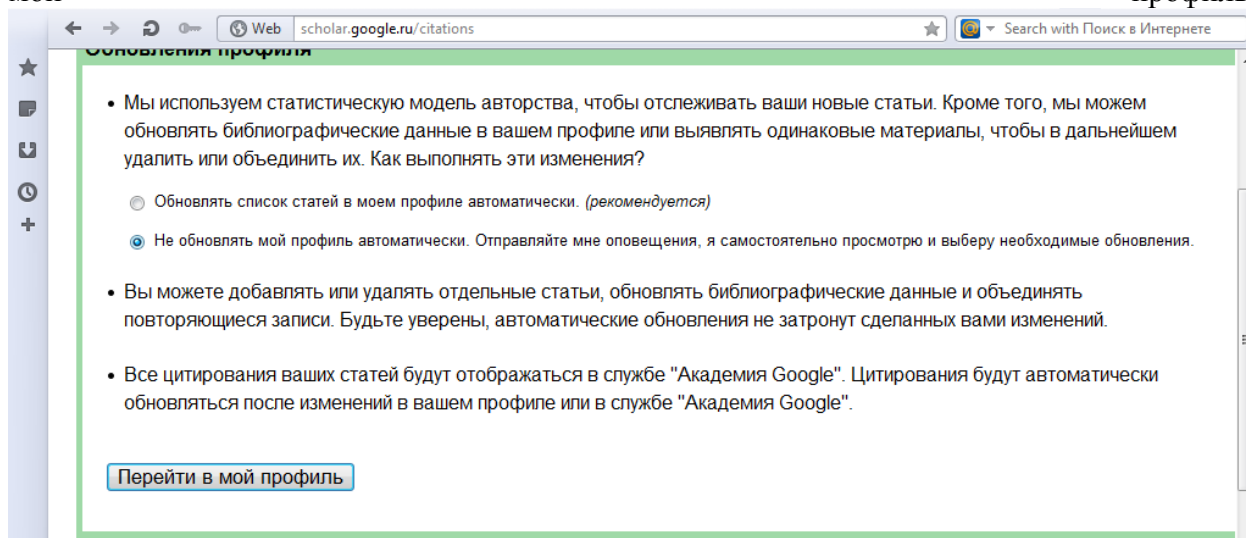 мой профиль
Web scholar.google.ru/citations Search with Поиск в Интернете
Обновления профиля
• Мы используем статистическую модель авторства, чтобы отслеживать ваши новые статьи. Кроме того, мы можем
обновлять библиографические данные в вашем профиле или выявлять одинаковые материалы, чтобы в дальнейшем
удалить или объединить их. Как выполнять эти изменения?
Обновлять список статей в моем профиле автоматически. (рекомендуется)
Не обновлять мой профиль автоматически. Отправляйте мне оповещения, я самостоятельно просмотрю и выберу необходимые обновления.
• Вы можете добавлять или удалять отдельные статьи, обновлять библиографические данные и объединять
повторяющиеся записи. Будьте уверены, автоматические обновления не затронут сделанных вами изменений.
• Все цитирования ваших статей будут отображаться в службе "Академия Google". Цитирования будут автоматически
обновляться после изменений в вашем профиле или в службе "Академия Google".
Перейти в мой профиль